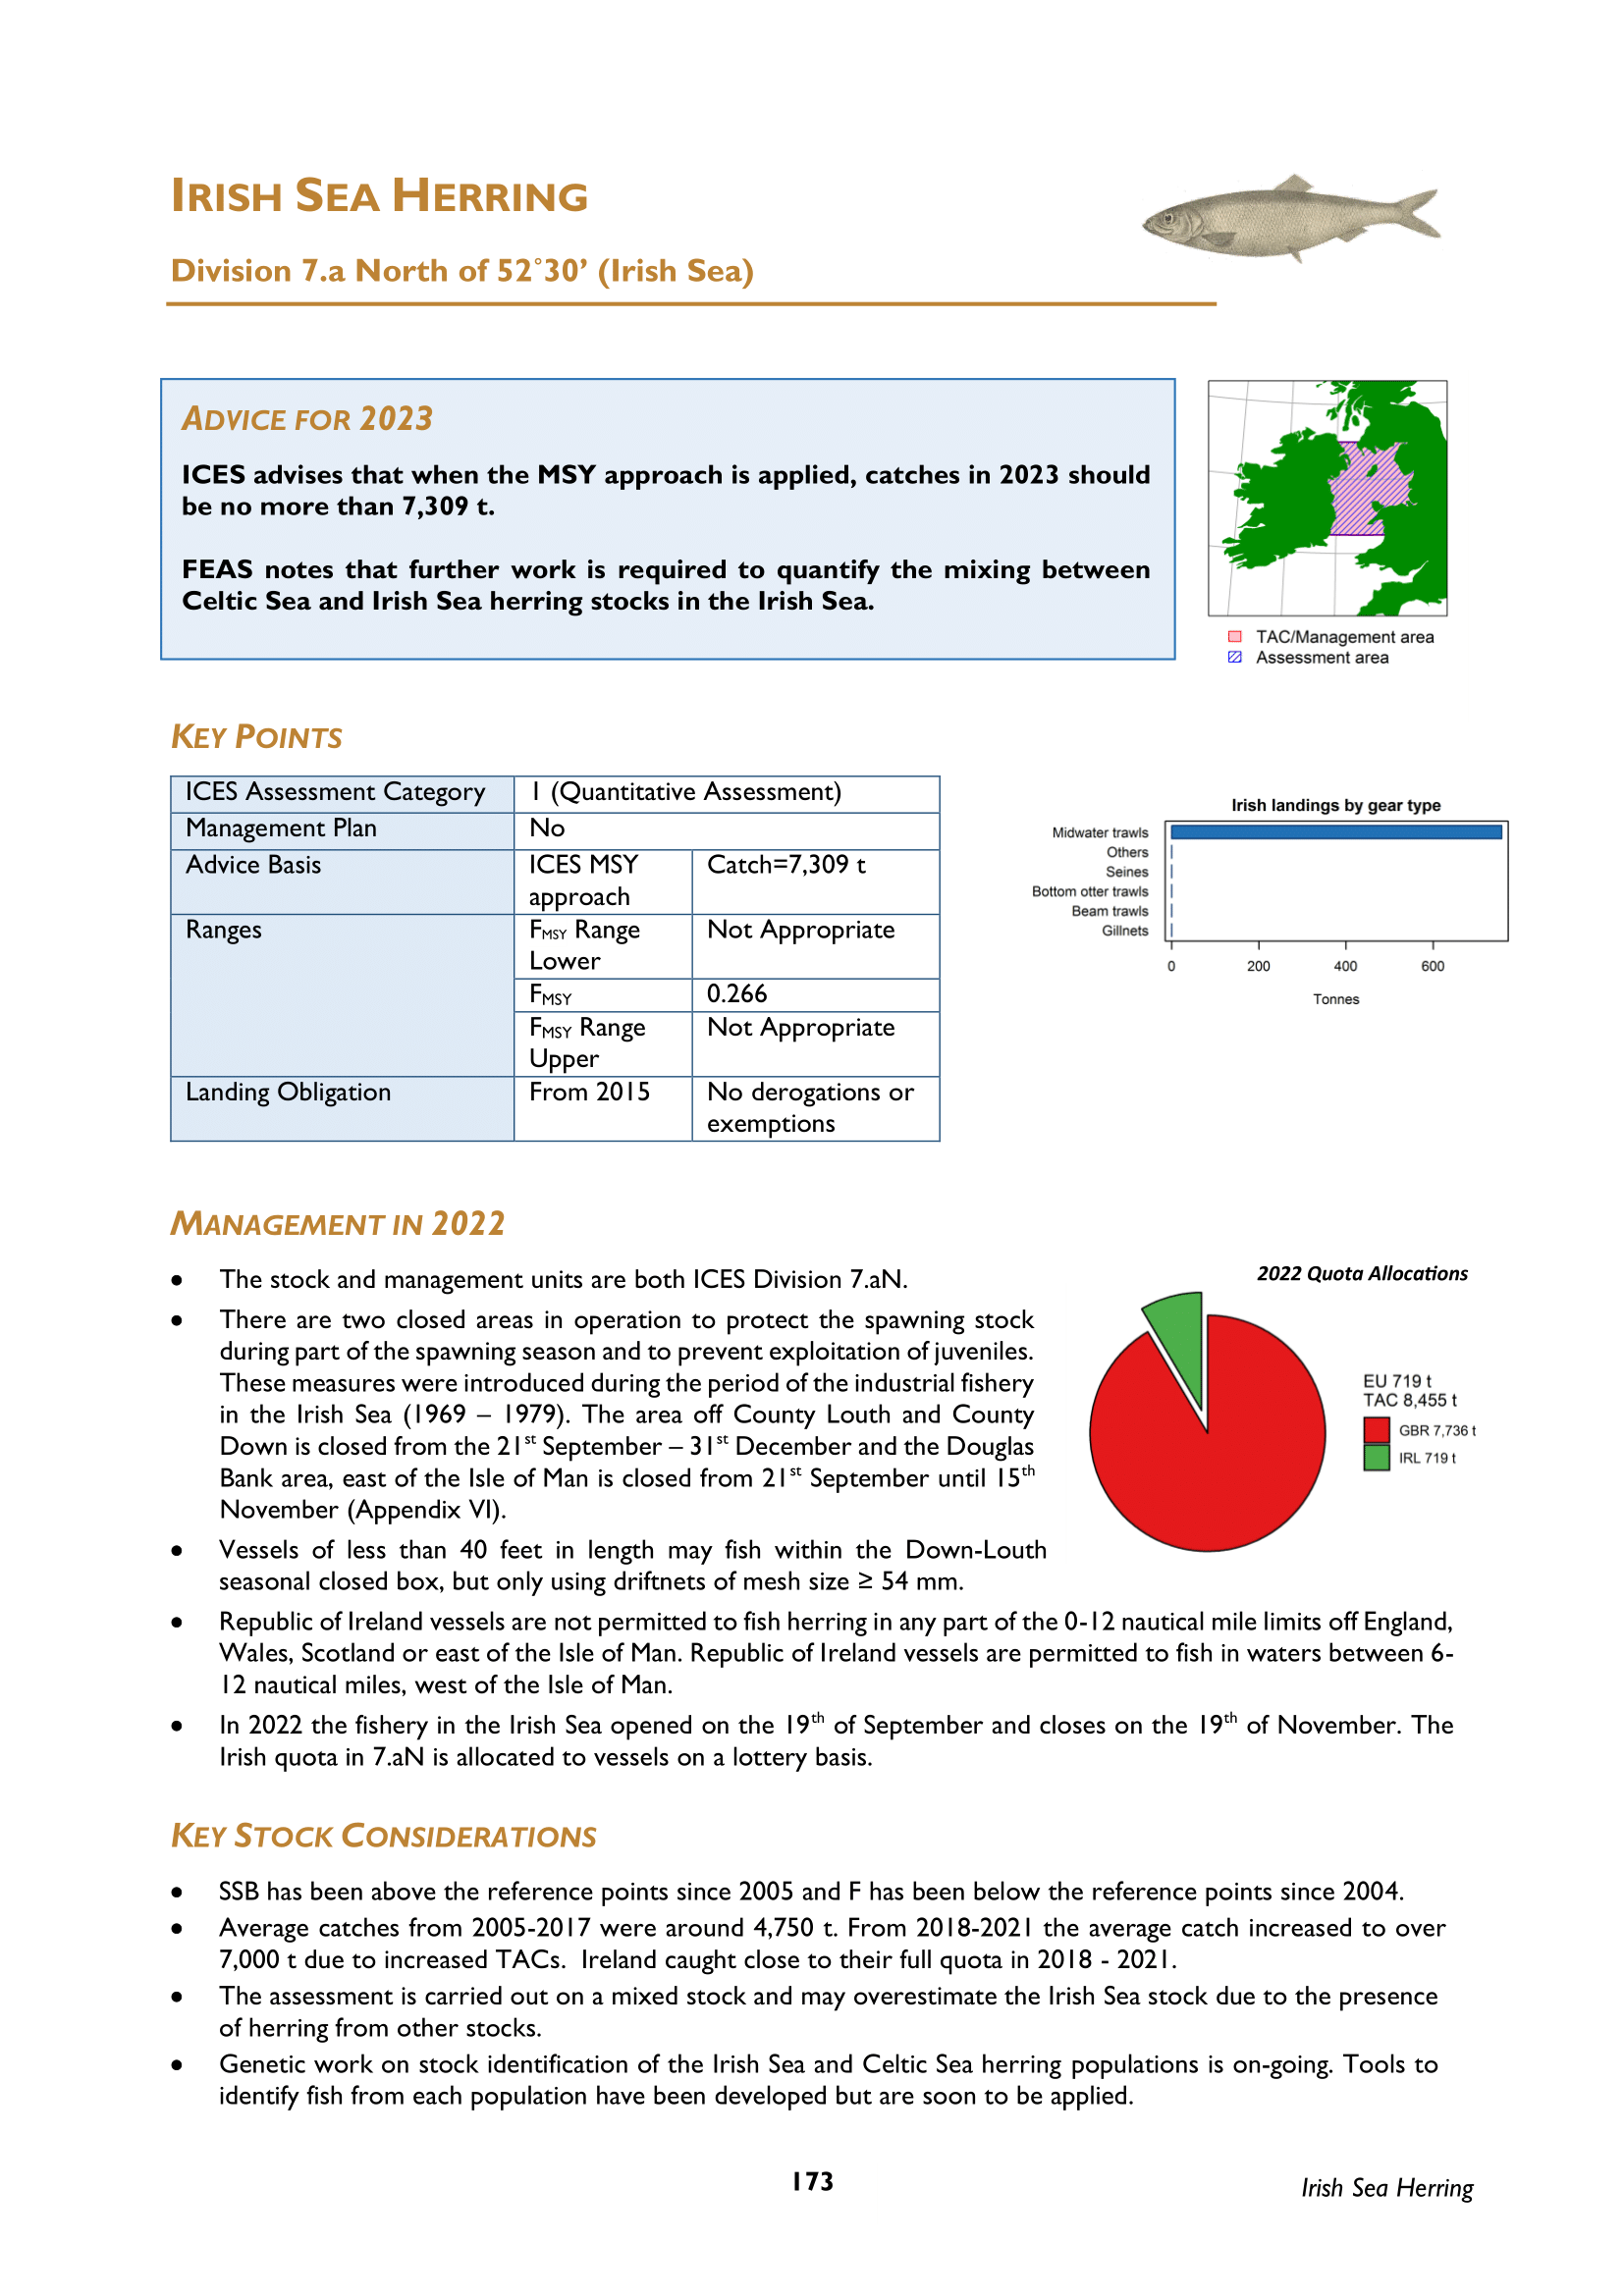 IRISH SEA HERRING
Division 7.a North of 52˚30’ (Irish Sea)
ADVICE FOR 2023
ICES advises that when the MSY approach is applied, catches in 2023 should
be no more than 7,309 t.
FEAS notes that further work is required to quantify the mixing between
Celtic Sea and Irish Sea herring stocks in the Irish Sea.
TAC/Management area
Assessment area
KEY POINTS
ICES Assessment Category
1 (Quantitative Assessment)
Management Plan
No
Advice Basis
ICES MSY
approach
Catch=7,309 t
Ranges
FMSY Range
Lower
Not Appropriate
FMSY
0.266
FMSY Range
Upper
Not Appropriate
Landing Obligation
From 2015
No derogations or
exemptions
Irish landings by gear type
Midwater trawls
Others
Seines
Bottom otter trawls
Beam trawls
Gillnets
0 200 400 600
Tonnes
MANAGEMENT IN 2022
• The stock and management units are both ICES Division 7.aN.
• There are two closed areas in operation to protect the spawning stock
during part of the spawning season and to prevent exploitation of juveniles.
These measures were introduced during the period of the industrial fishery
in the Irish Sea (1969 – 1979). The area off County Louth and County
Down is closed from the 21st September – 31st December and the Douglas
Bank area, east of the Isle of Man is closed from 21st September until 15th
November (Appendix VI).
• Vessels of less than 40 feet in length may fish within the Down-Louth
seasonal closed box, but only using driftnets of mesh size ≥ 54 mm.
2022 Quota Allocations
EU 719 t
TAC 8,455 t
GBR 7,736 t
IRL 719 t
• Republic of Ireland vessels are not permitted to fish herring in any part of the 0-12 nautical mile limits off England,
Wales, Scotland or east of the Isle of Man. Republic of Ireland vessels are permitted to fish in waters between 6-
12 nautical miles, west of the Isle of Man.
• In 2022 the fishery in the Irish Sea opened on the 19th of September and closes on the 19th of November. The
Irish quota in 7.aN is allocated to vessels on a lottery basis.
KEY STOCK CONSIDERATIONS
• SSB has been above the reference points since 2005 and F has been below the reference points since 2004.
• Average catches from 2005-2017 were around 4,750 t. From 2018-2021 the average catch increased to over
7,000 t due to increased TACs. Ireland caught close to their full quota in 2018 - 2021.
• The assessment is carried out on a mixed stock and may overestimate the Irish Sea stock due to the presence
of herring from other stocks.
• Genetic work on stock identification of the Irish Sea and Celtic Sea herring populations is on-going. Tools to
identify fish from each population have been developed but are soon to be applied.
173
Irish Sea Herring